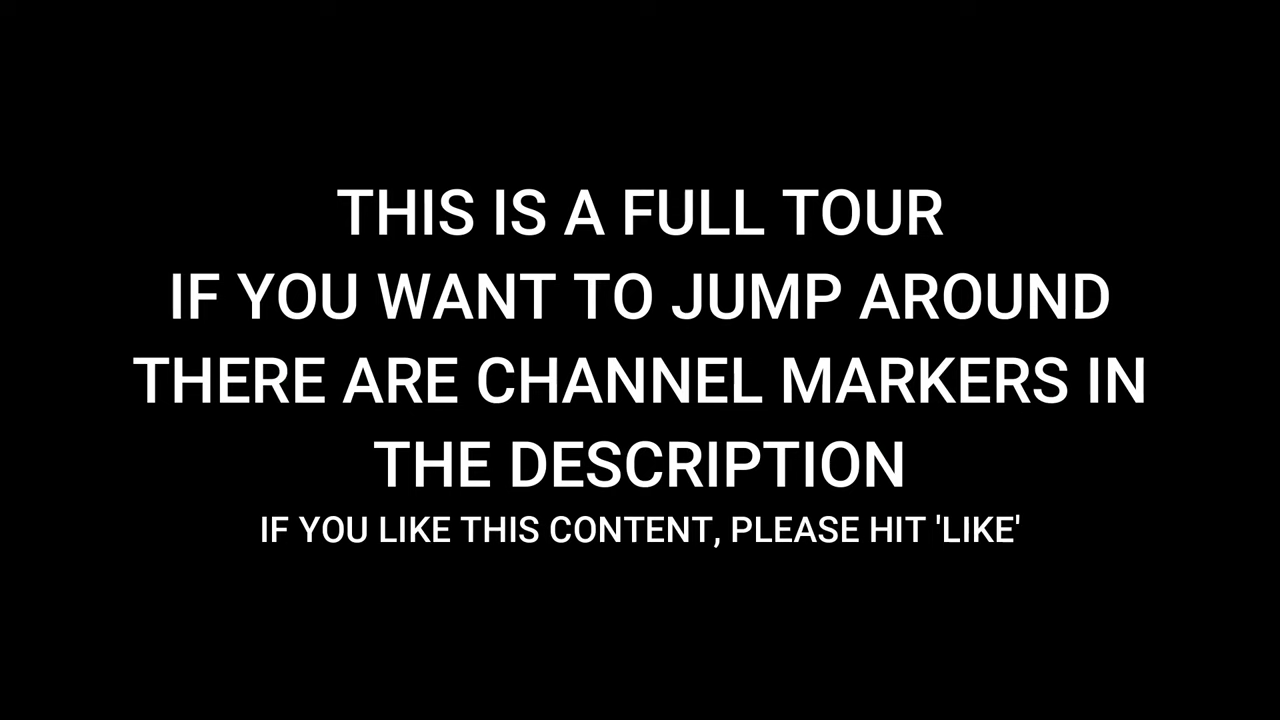 THIS IS A FULL TOUR
IF YOU WANT TO JUMP AROUND
THERE ARE CHANNEL MARKERS IN
THE DESCRIPTION
IF YOU LIKE THIS CONTENT, PLEASE HIT 'LIKE'